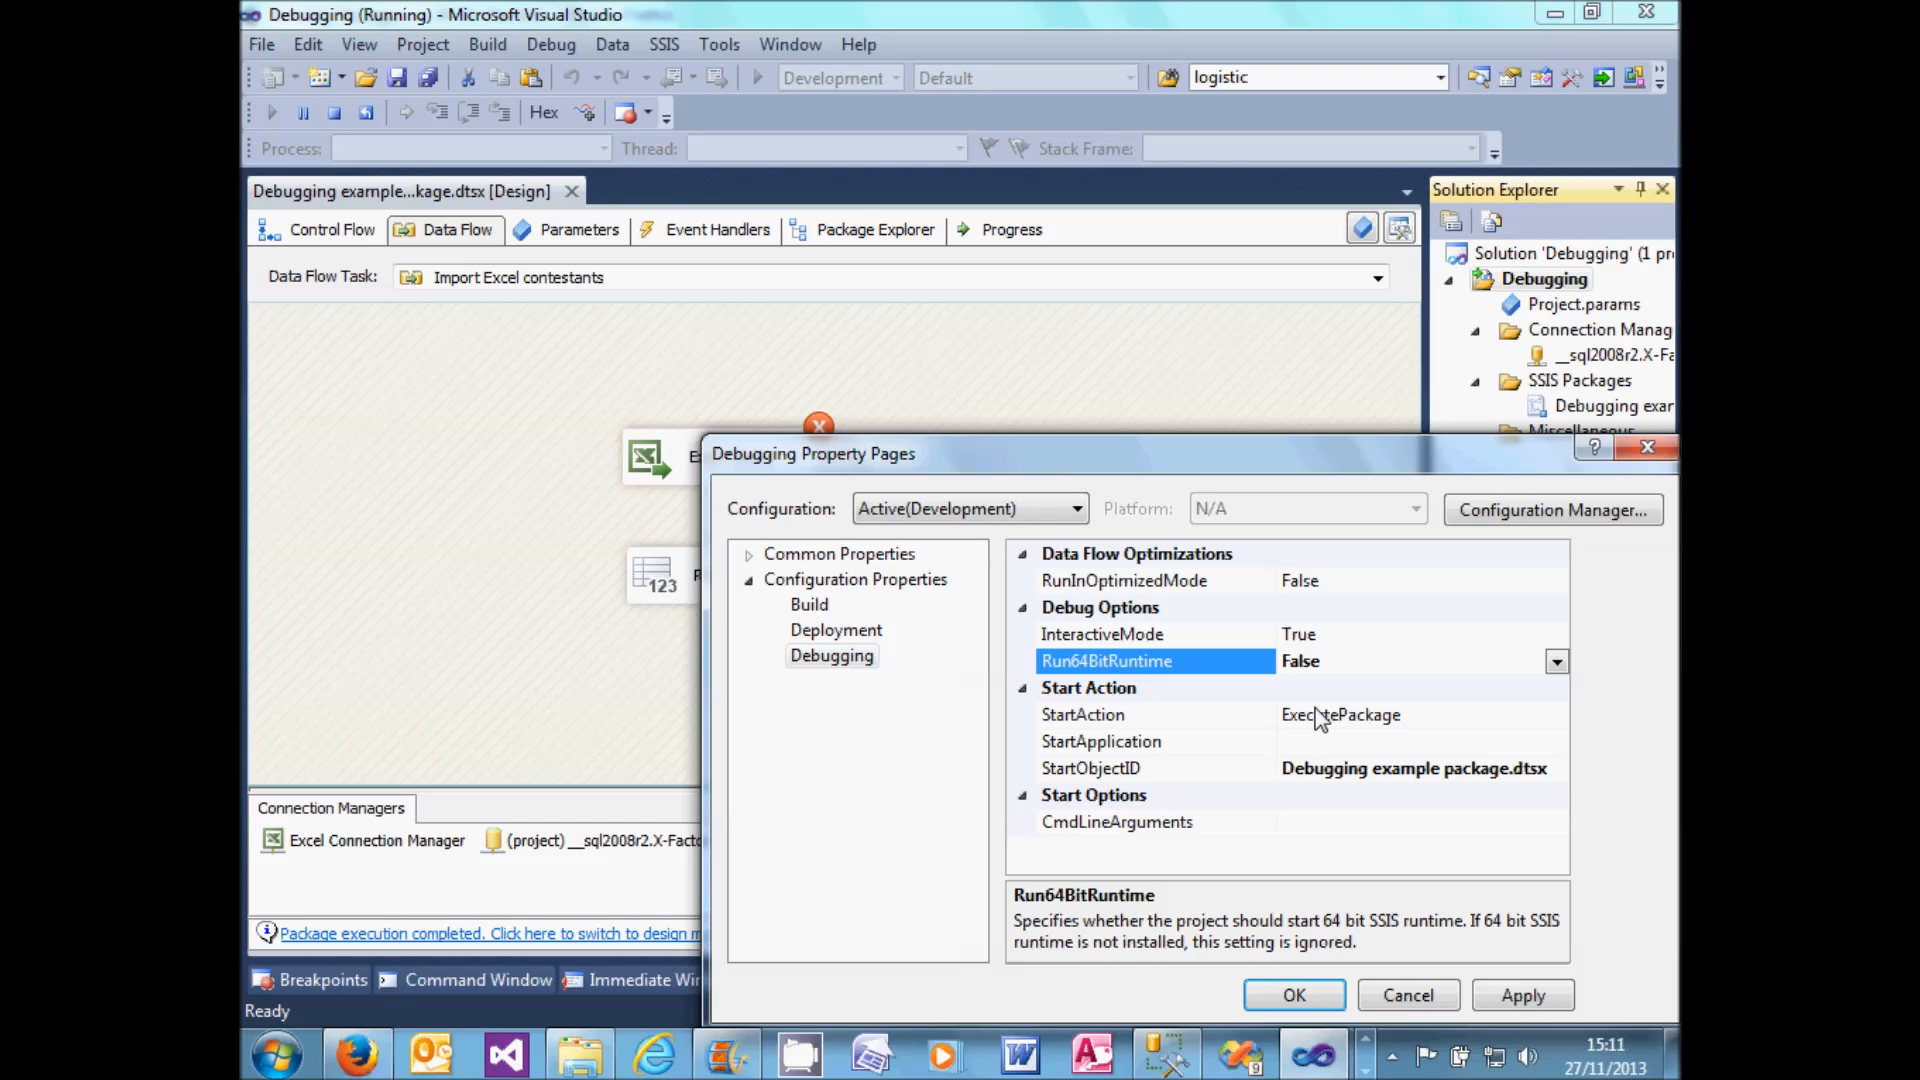 Debugging (Running) - Microsoft Visual Studio
File Edit View Project Build Debug Data SSIS Tools Window Help
Development Default logistic
Hex
Process: Thread: Stack Frame:
Debugging example...kage.dtsx [Design]
Control Flow Data Flow Parameters Event Handlers Package Explorer Progress
Data Flow Task: Import Excel contestants
123
Solution Explorer
Solution 'Debugging' (1 pr
Debugging
Project.params
Connection Manag
__sql2008r2.X-Fa
SSIS Packages
Debugging exar
Miscellaneous
Debugging Property Pages
Configuration: Active(Development) Platform: N/A Configuration Manager...
Common Properties
Configuration Properties
Build
Deployment
Debugging
Data Flow Optimizations
RunInOptimizedMode False
Debug Options
InteractiveMode True
Run64BitRuntime False
Start Action
StartAction ExecutePackage
StartApplication
StartObjectID Debugging example package.dtsx
Start Options
CmdLineArguments
Run64BitRuntime
Specifies whether the project should start 64 bit SSIS runtime. If 64 bit SSIS
runtime is not installed, this setting is ignored.
OK Cancel Apply
Connection Managers
Excel Connection Manager (project) __sql2008r2.X-Facto
Package execution completed. Click here to switch to design m
Breakpoints Command Window Immediate Wir
Ready
15:11
27/11/2013